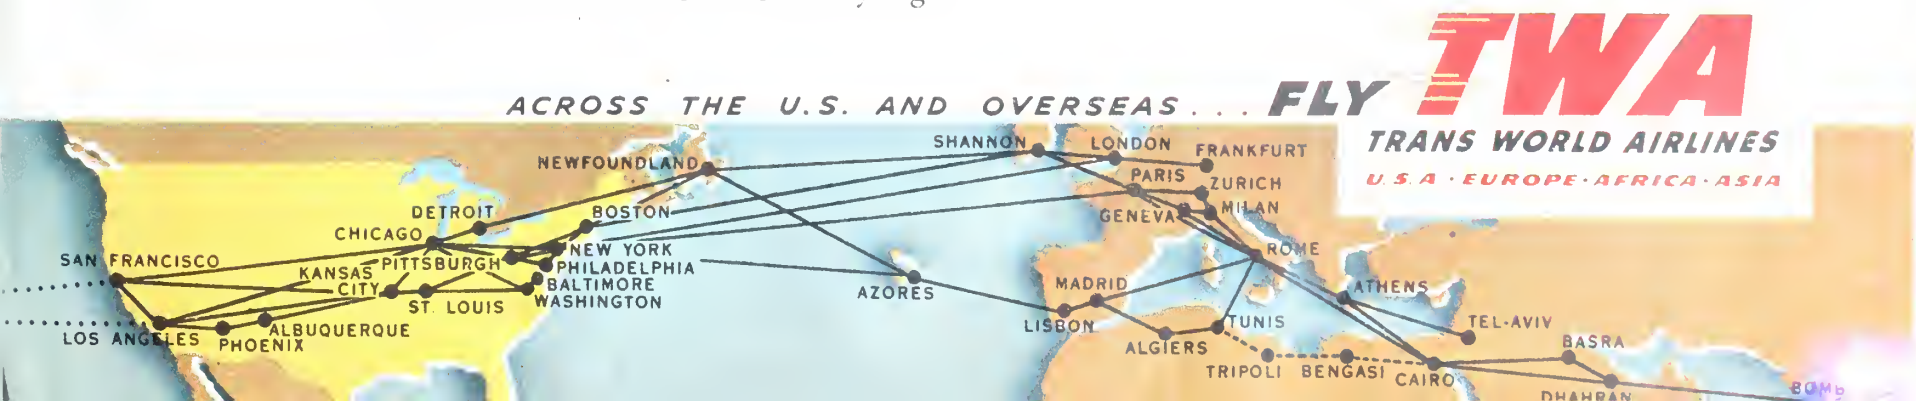 ACROSS THE U.S. AND OVERSEAS . . . FLY TWA
TRANS WORLD AIRLINES
U.S.A · EUROPE · AFRICA · ASIA
SHANNON
LONDON
FRANKFURT
NEWFOUNDLAND
PARIS
ZURICH
GENEVA
MILAN
DETROIT
BOSTON
CHICAGO
NEW YORK
ROME
SAN FRANCISCO
PITTSBURGH
PHILADELPHIA
KANSAS
CITY
BALTIMORE
WASHINGTON
ST. LOUIS
AZORES
MADRID
ATHENS
LISBON
TUNIS
TEL-AVIV
LOS ANGELES
ALBUQUERQUE
PHOENIX
ALGIERS
BASRA
TRIPOLI
BENGASI
CAIRO
DHAHRAN